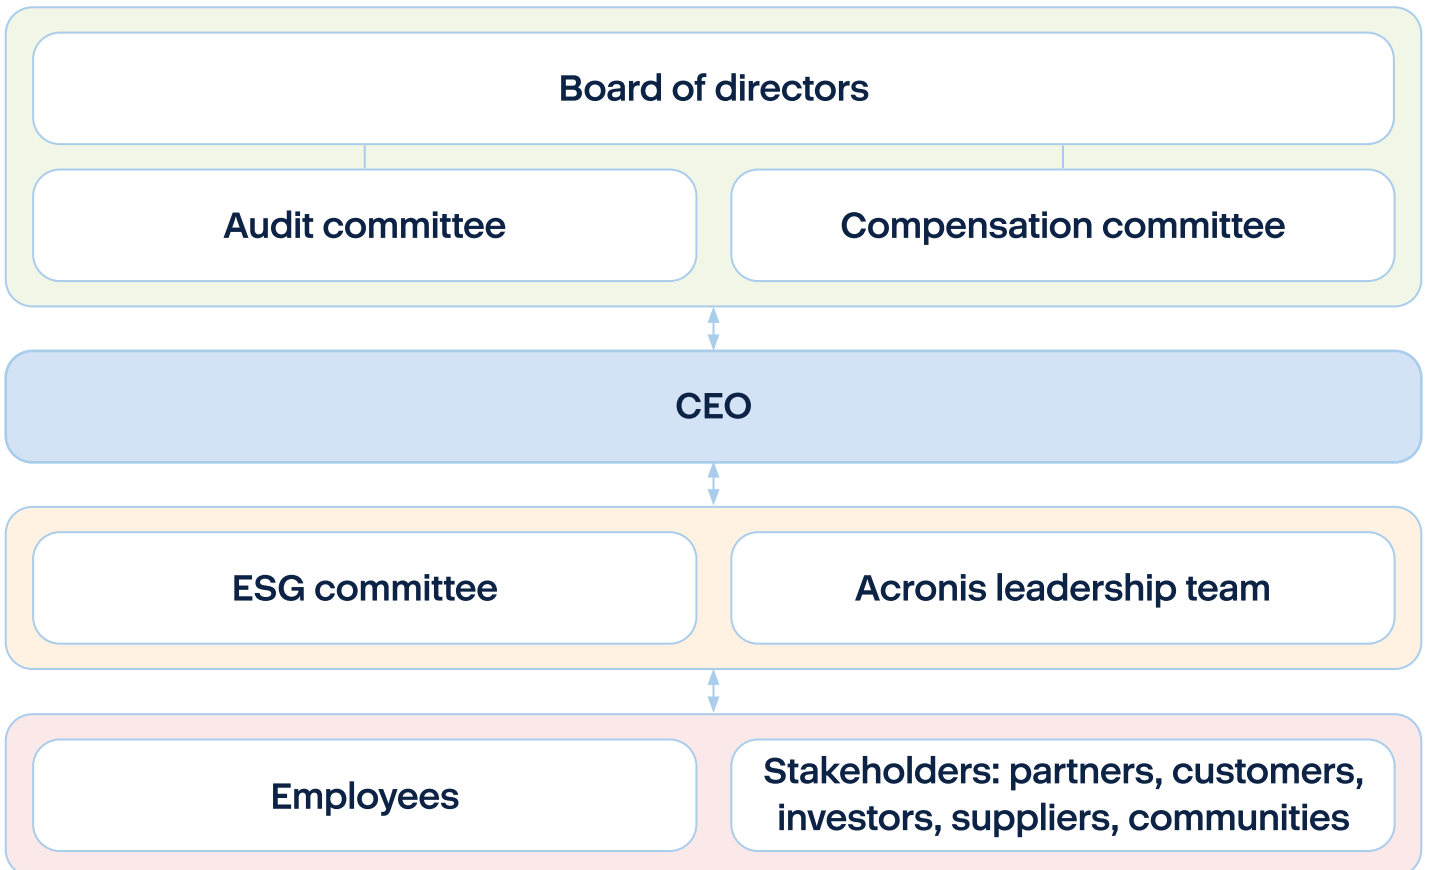 Board of directors
Audit committee
Compensation committee
CEO
ESG committee
Acronis leadership team
Employees
Stakeholders: partners, customers,
investors, suppliers, communities